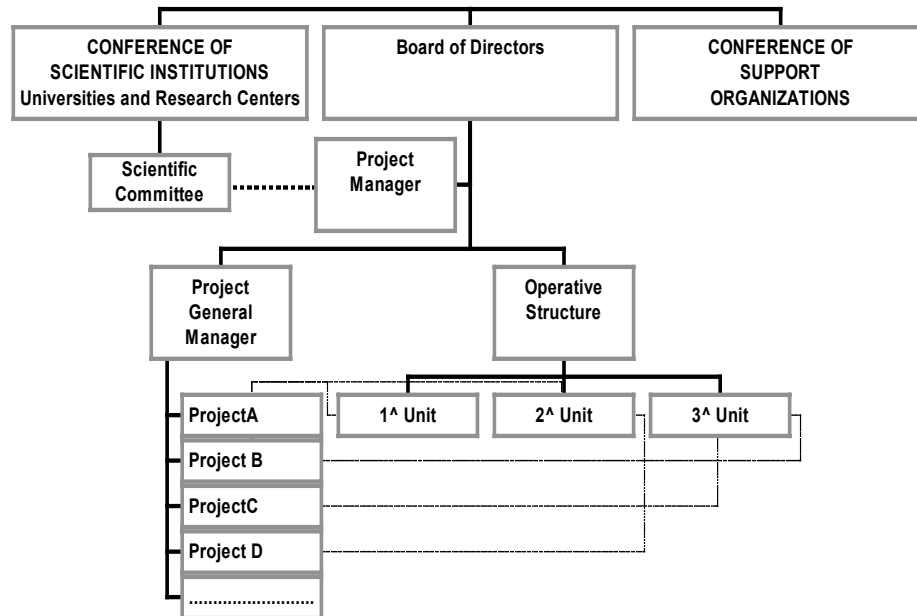 CONFERENCE OF
SCIENTIFIC INSTITUTIONS
Universities and Research Centers
Board of Directors
CONFERENCE OF
SUPPORT
ORGANIZATIONS
Scientific
Committee
Project
Manager
Project
General
Manager
Operative
Structure
ProjectA
1^ Unit
2^ Unit
3^ Unit
Project B
ProjectC
Project D
..........................